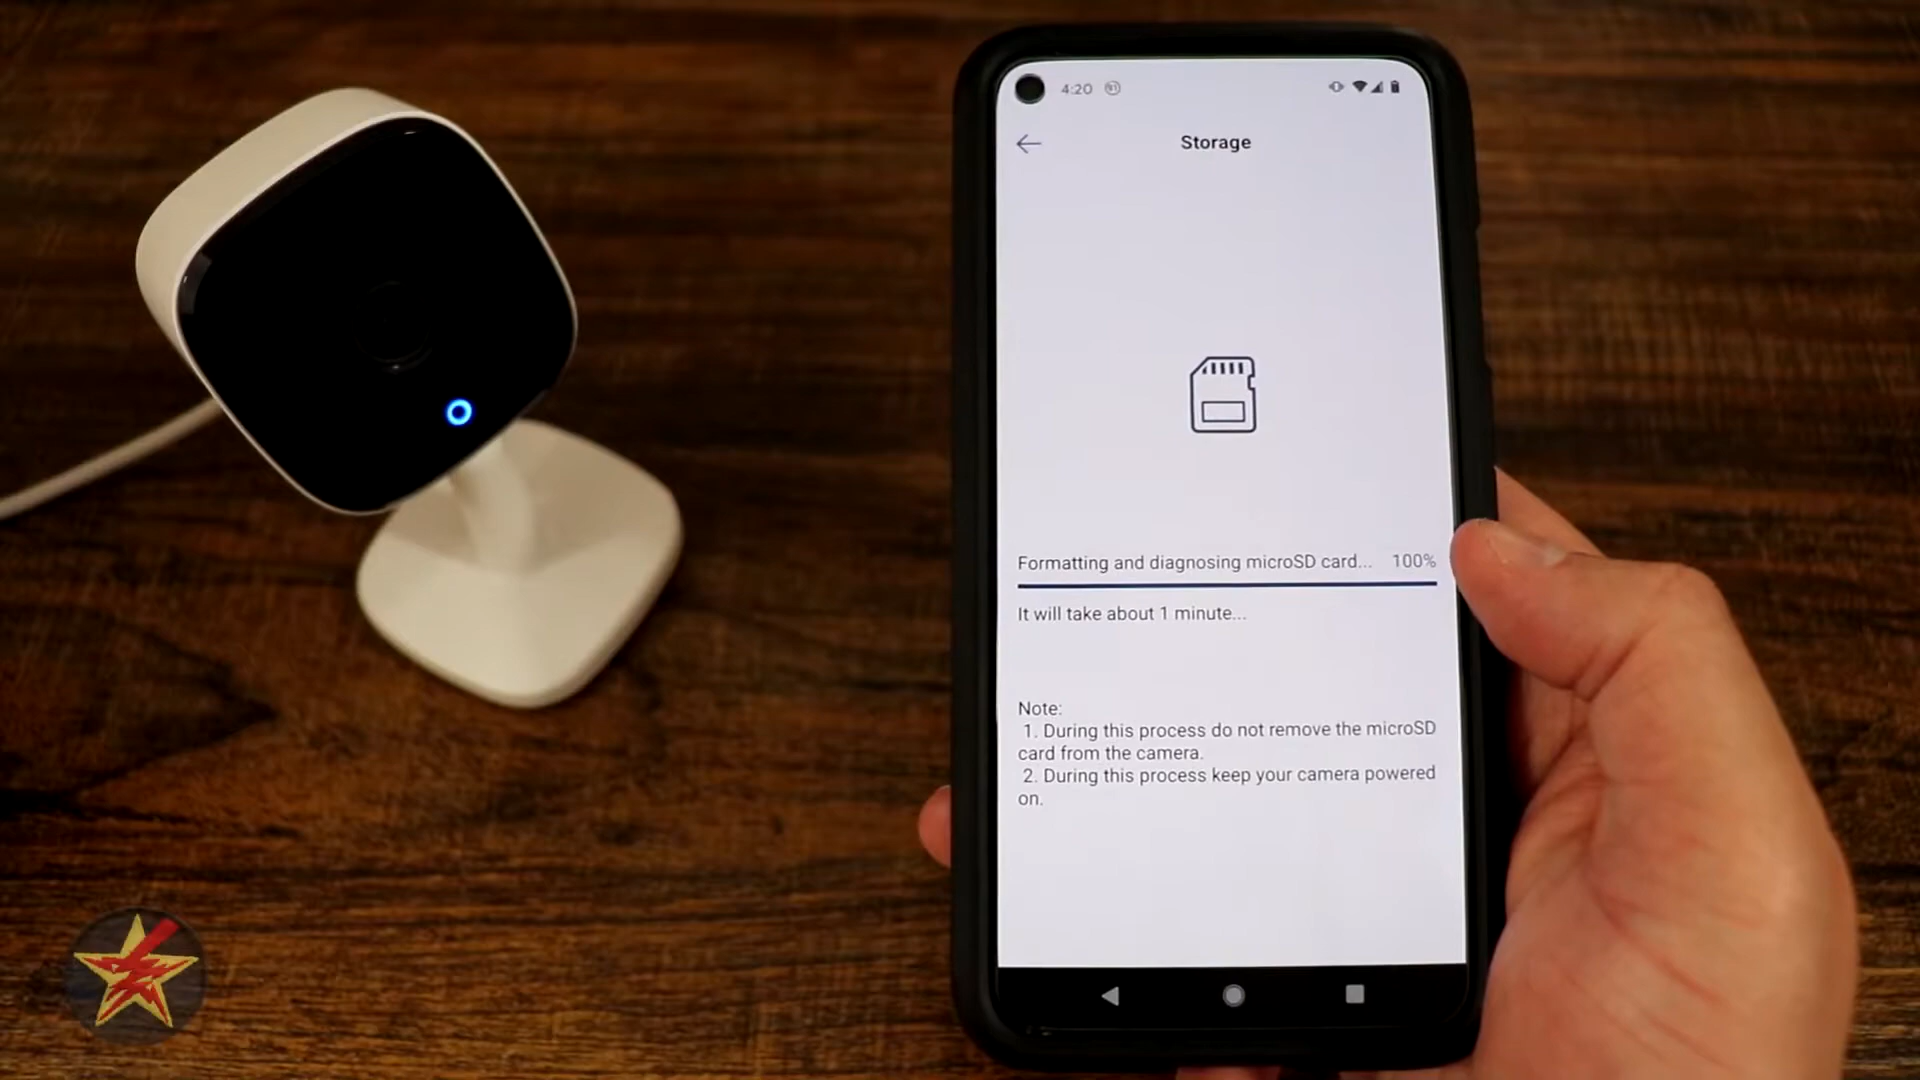 4:20
Storage
Formatting and diagnosing microSD card... 100%
It will take about 1 minute...
Note:
1. During this process do not remove the microSD
card from the camera.
2. During this process keep your camera powered
on.